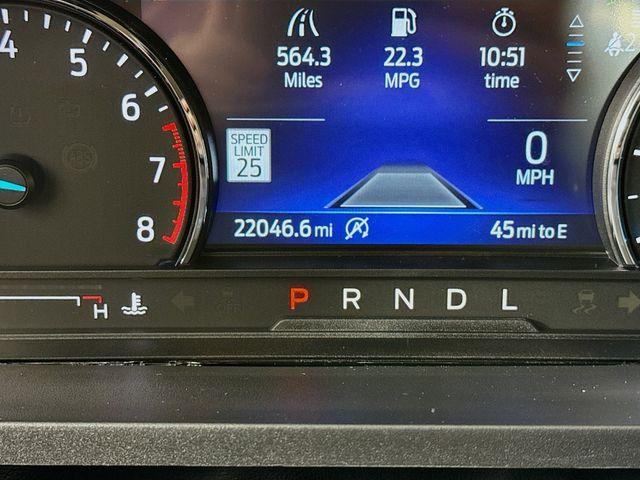 4
5
6
7
8
564.3
Miles
22.3
MPG
10:51
time
SPEED
LIMIT
25
0
MPH
22046.6 mi
45 mi to E
H
P R N D L